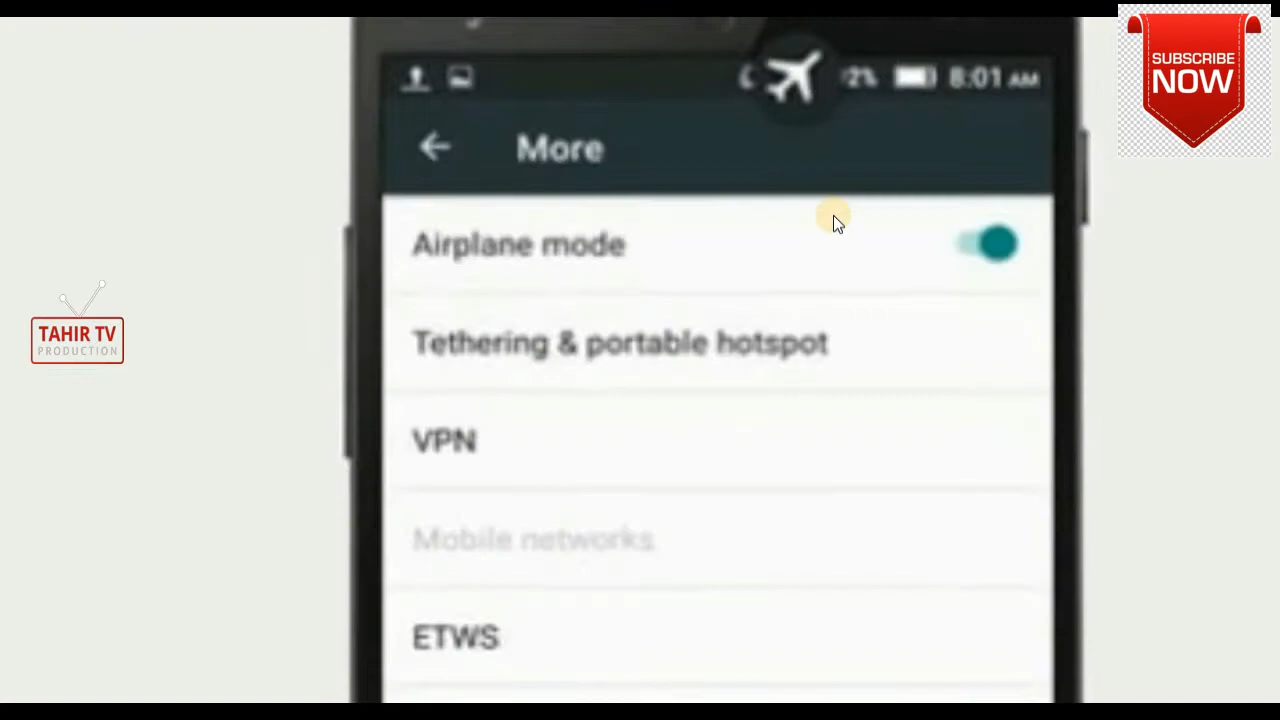 SUBSCRIBE
NOW
8:01 AM
More
Airplane mode
TAHIR TV
PRODUCTION
Tethering & portable hotspot
VPN
Mobile networks
ETWS